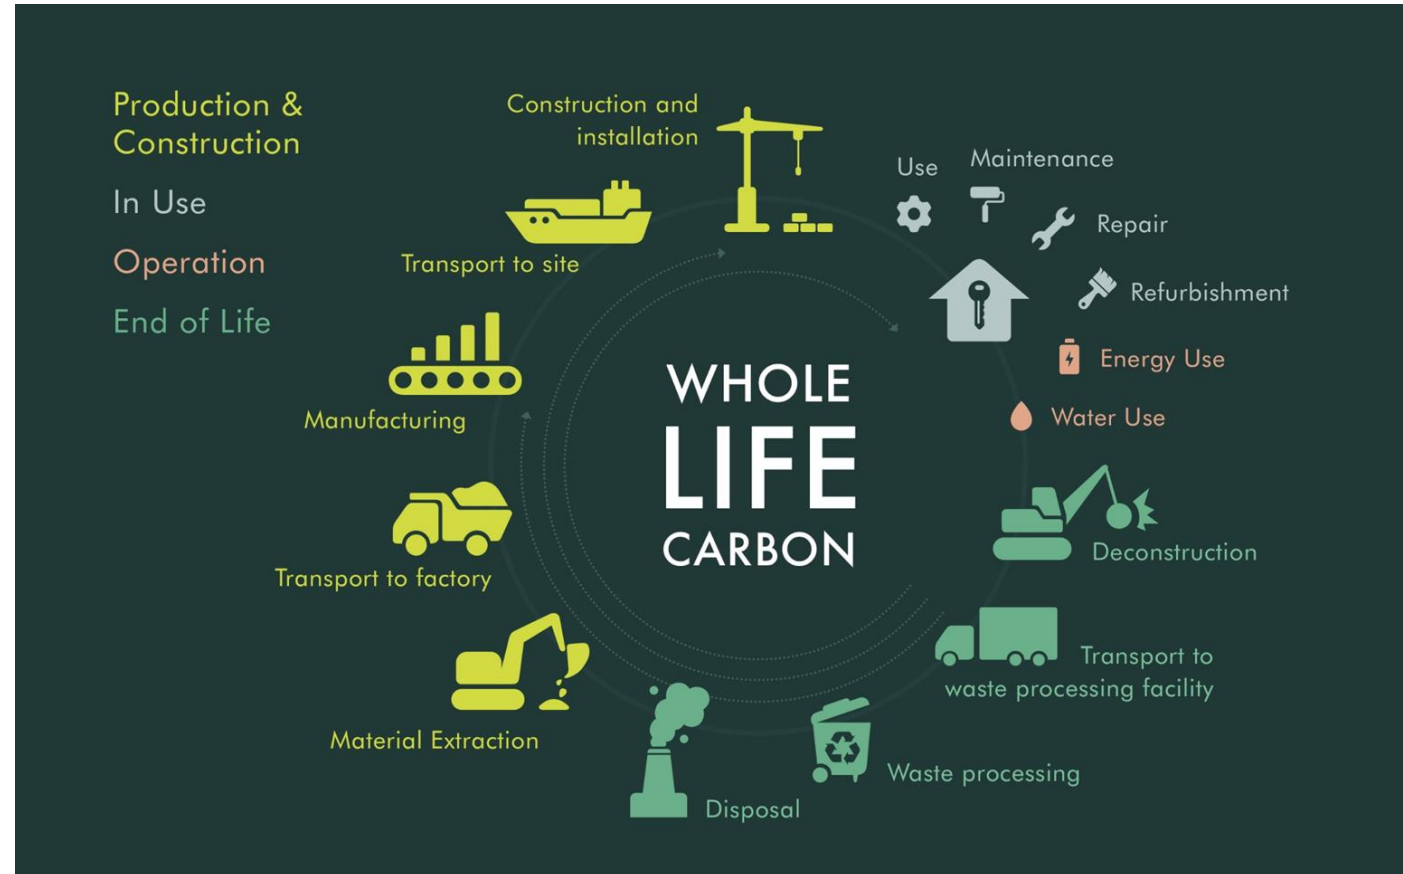 Production &
Construction
In Use
Operation
End of Life
Construction and
installation
Transport to site
Manufacturing
Transport to factory
Material Extraction
Use
Maintenance
Repair
Refurbishment
Energy Use
Water Use
Deconstruction
Transport to
waste processing facility
Waste processing
Disposal
WHOLE
LIFE
CARBON